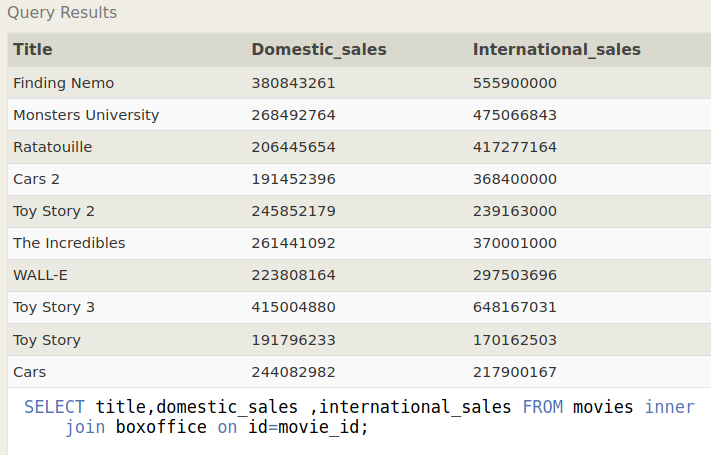 Query Results
Title Domestic_sales International_sales
Finding Nemo 380843261 555900000
Monsters University 268492764 475066843
Ratatouille 206445654 417277164
Cars 2 191452396 368400000
Toy Story 2 245852179 239163000
The Incredibles 261441092 370001000
WALL-E 223808164 297503696
Toy Story 3 415004880 648167031
Toy Story 191796233 170162503
Cars 244082982 217900167
SELECT title,domestic_sales ,international_sales FROM movies inner
join boxoffice on id=movie_id;